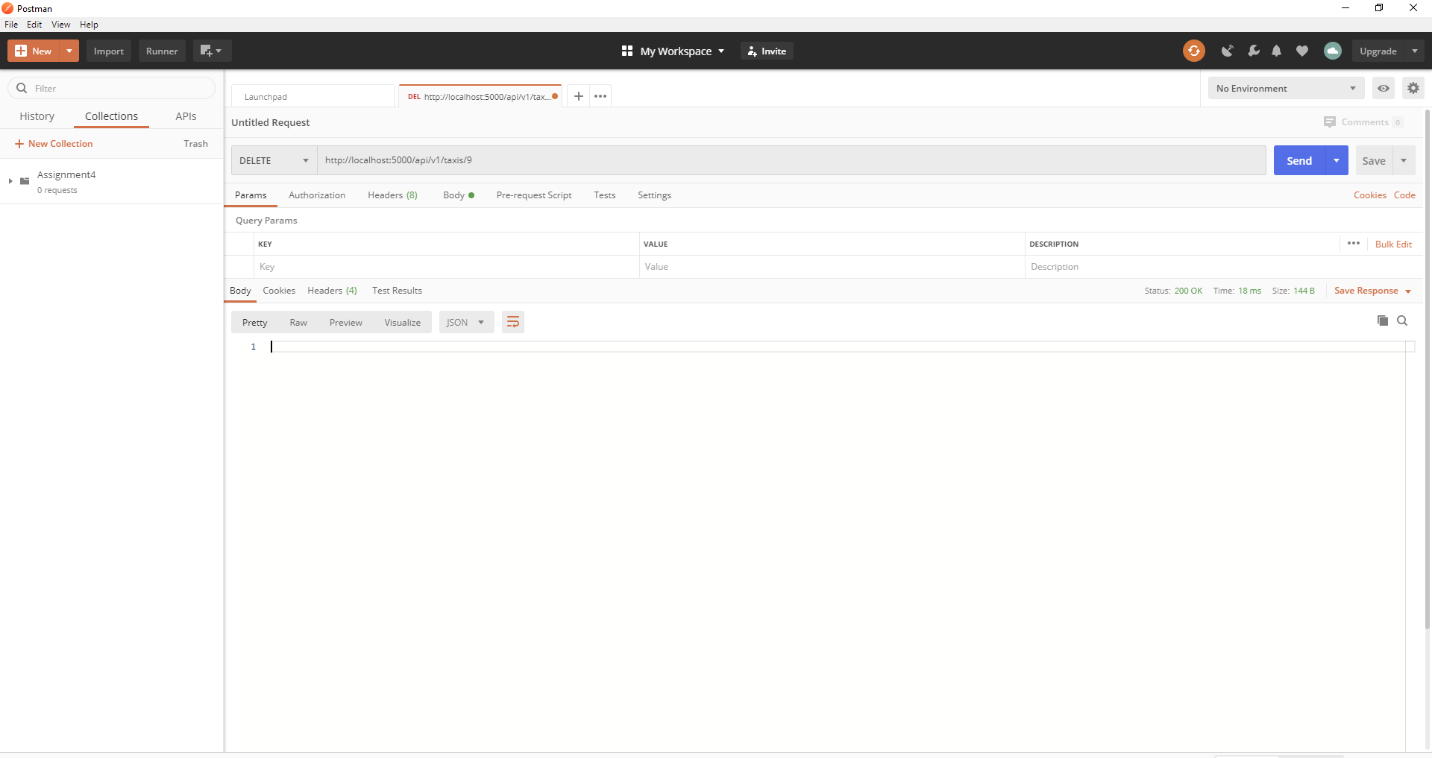 Postman
File Edit View Help
New Import Runner My Workspace Invite Upgrade
Filter
History Collections APIs
New Collection Trash
Assignment4
0 requests
Launchpad DEL http://localhost:5000/api/v1/tax...
Untitled Request Comments 0
DELETE http://localhost:5000/api/v1/taxis/9 Send Save
Params Authorization Headers (8) Body Pre-request Script Tests Settings Cookies Code
No Environment
Query Params
KEY VALUE DESCRIPTION Bulk Edit
Key Value Description
Body Cookies Headers (4) Test Results Status: 200 OK Time: 18 ms Size: 144 B Save Response
Pretty Raw Preview Visualize JSON
1